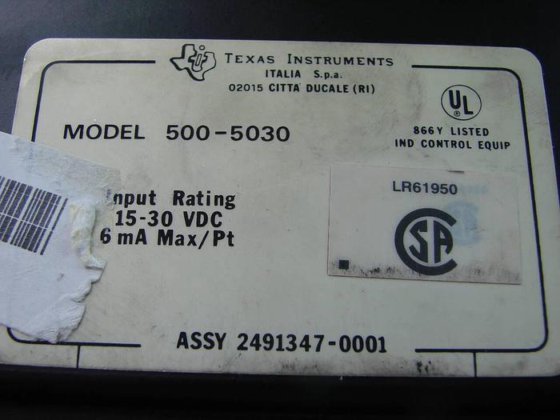 TEXAS INSTRUMENTS
ITALIA S.p.a.
02015 CITTA DUCALE (RI)
UL
866Y LISTED
IND CONTROL EQUIP
MODEL 500-5030
LR61950
CSA
nput Rating
15-30 VDC
6 mA Max/Pt
ASSY 2491347-0001